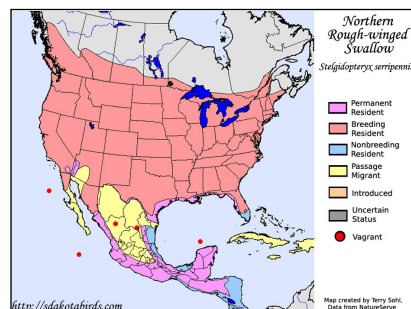 Northern
Rough-winged
Swallow
Stelgidopteryx serripennis
Permanent
Resident
Breeding
Resident
Nonbreeding
Resident
Passage
Migrant
Introduced
Uncertain
Status
Vagrant
http://sdakotabirds.com
Map created by Terry Sohl,
Data from NatureServe